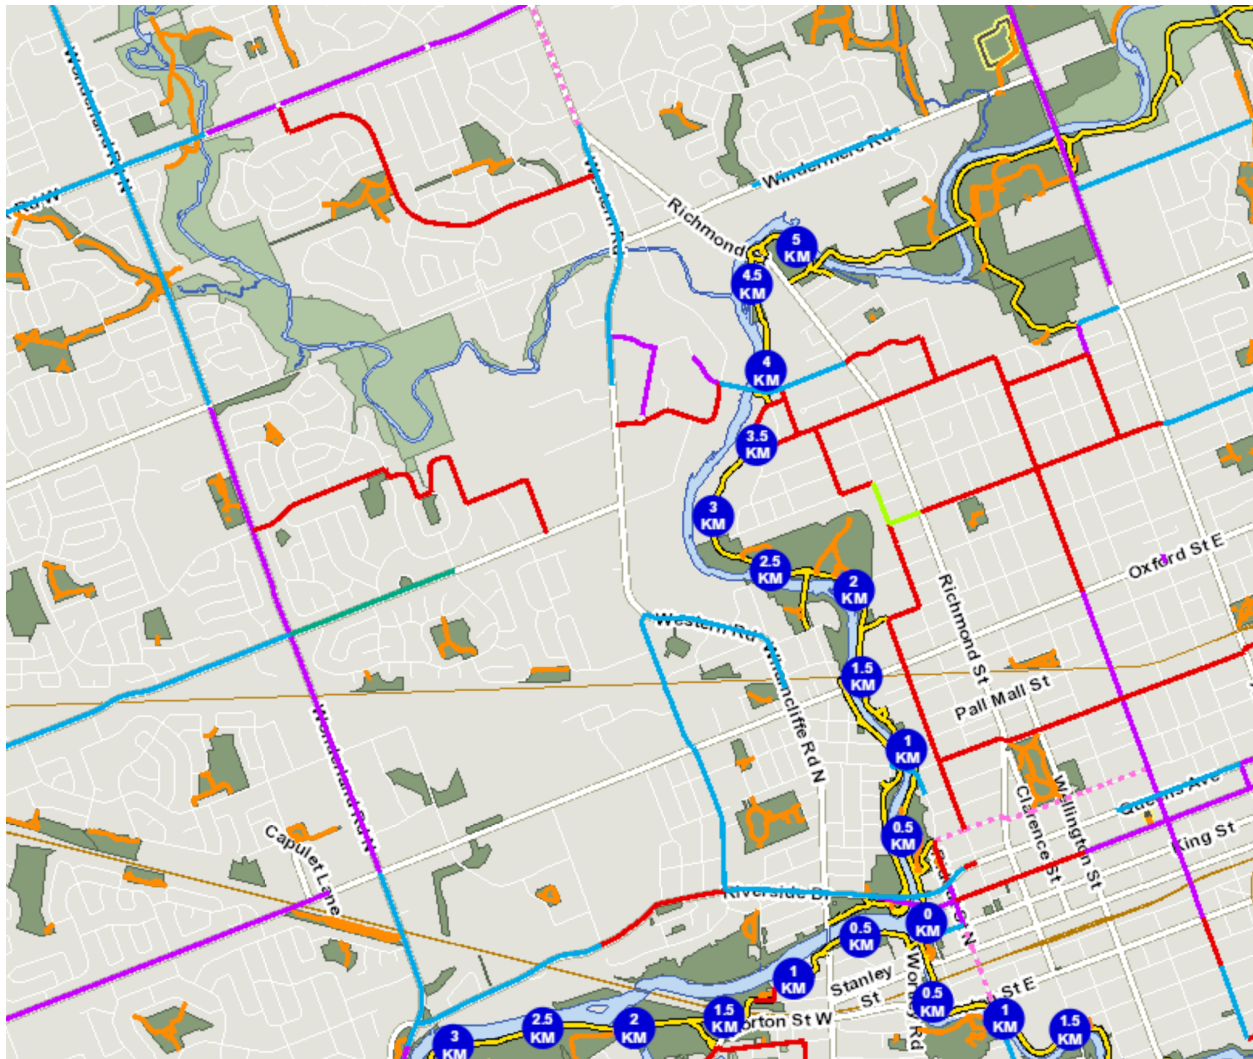 Wonderland Rd N
Rd W
Western Rd
Windermere Rd
Richmond
5
KM
4.5
KM
4
KM
3.5
KM
3
KM
2.5
KM
2
KM
Oxford St E
Richmond St
Western Rd
Wharncliffe Rd N
1.5
KM
Pall Mall St
Wonderland Rd N
1
KM
Queens Ave
Wellington St
Clarence St
King St
Capulet Lane
0.5
KM
Riverside Dr
St N
0
KM
0.5
KM
1
KM
Stanley
St
Wortley Rd
0.5
KM
St E
1
KM
1.5
KM
1.5
KM
orton St W
2
KM
2.5
KM
3
KM